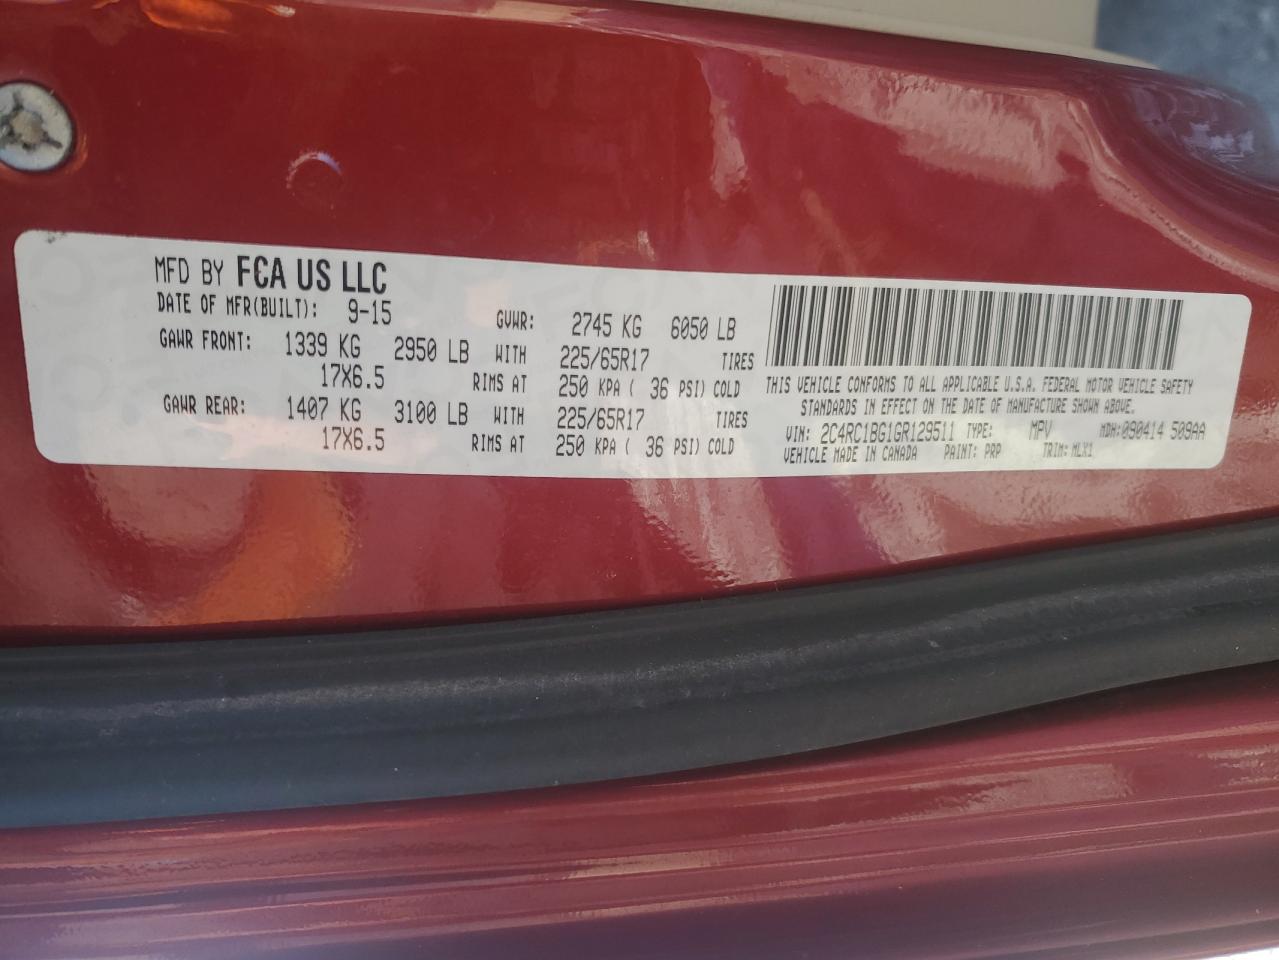 MFD BY FCA US LLC
DATE OF MFR(BUILT): 9-15 GVWR: 2745 KG 6050 LB
GAWR FRONT: 1339 KG 2950 LB WITH 225/65R17 TIRES
17X6.5 RIMS AT 250 KPA ( 36 PSI) COLD
GAWR REAR: 1407 KG 3100 LB WITH 225/65R17 TIRES
17X6.5 RIMS AT 250 KPA ( 36 PSI) COLD
THIS VEHICLE CONFORMS TO ALL APPLICABLE U.S.A. FEDERAL MOTOR VEHICLE SAFETY
STANDARDS IN EFFECT ON THE DATE OF MANUFACTURE SHOWN ABOVE.
VIN: 2C4RC1BG1GR129511 TYPE: MPV MDH:090414 509AA
VEHICLE MADE IN CANADA PAINT: PRP TRIM: MLX1